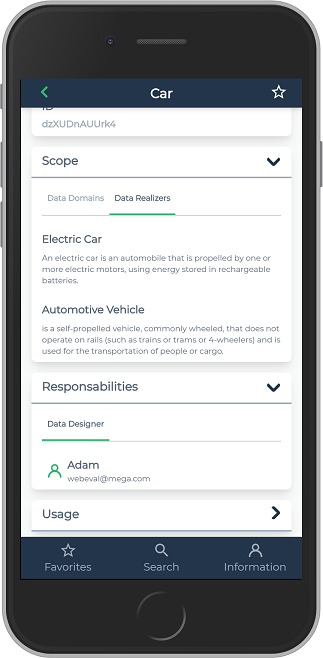 Car
ID
dzXUDnAUUrk4
Scope
Data Domains Data Realizers
Electric Car
An electric car is an automobile that is propelled by one or
more electric motors, using energy stored in rechargeable
batteries.
Automotive Vehicle
is a self-propelled vehicle, commonly wheeled, that does not
operate on rails (such as trains or trams or 4-wheelers) and is
used for the transportation of people or cargo.
Responsabilities
Data Designer
Adam
webeval@mega.com
Usage
Favorites Search Information